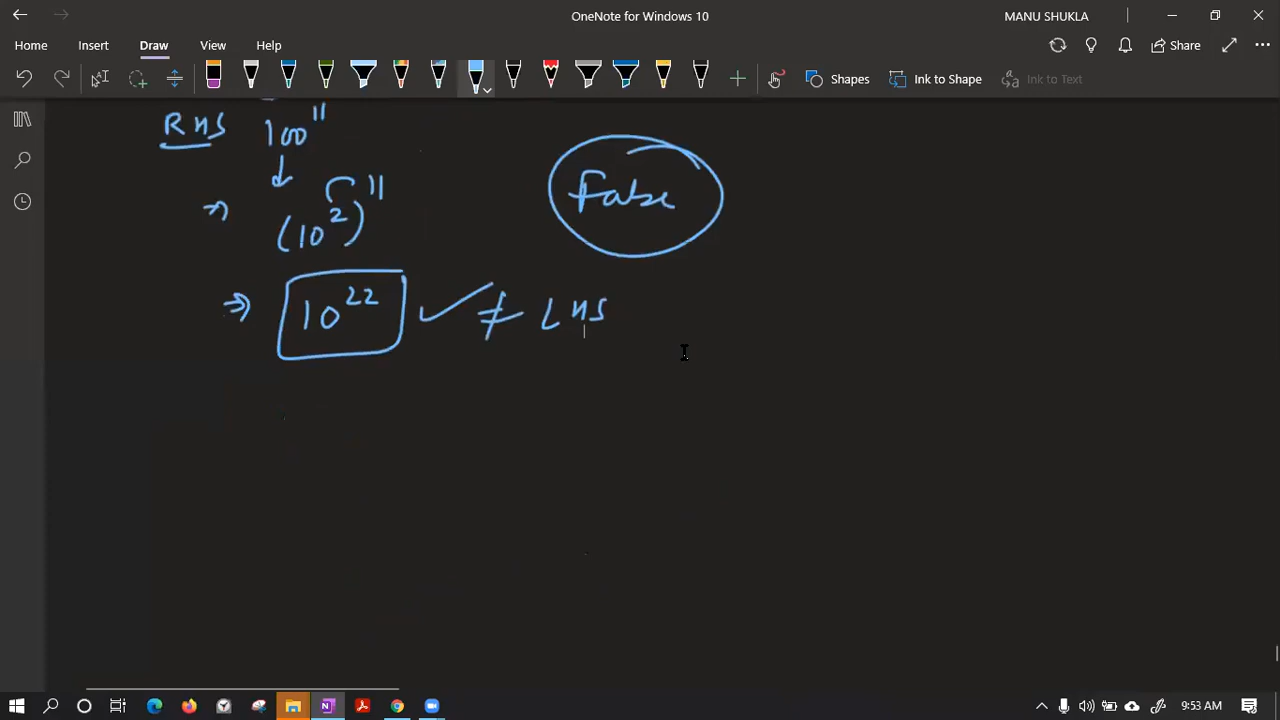 OneNote for Windows 10
MANU SHUKLA
Home Insert Draw View Help
Share
Shapes
Ink to Shape
Ink to Text
RHS 100¹¹
⇒ (10²)¹¹
False
⇒ 10²² ✓ ≠ LHS
9:53 AM